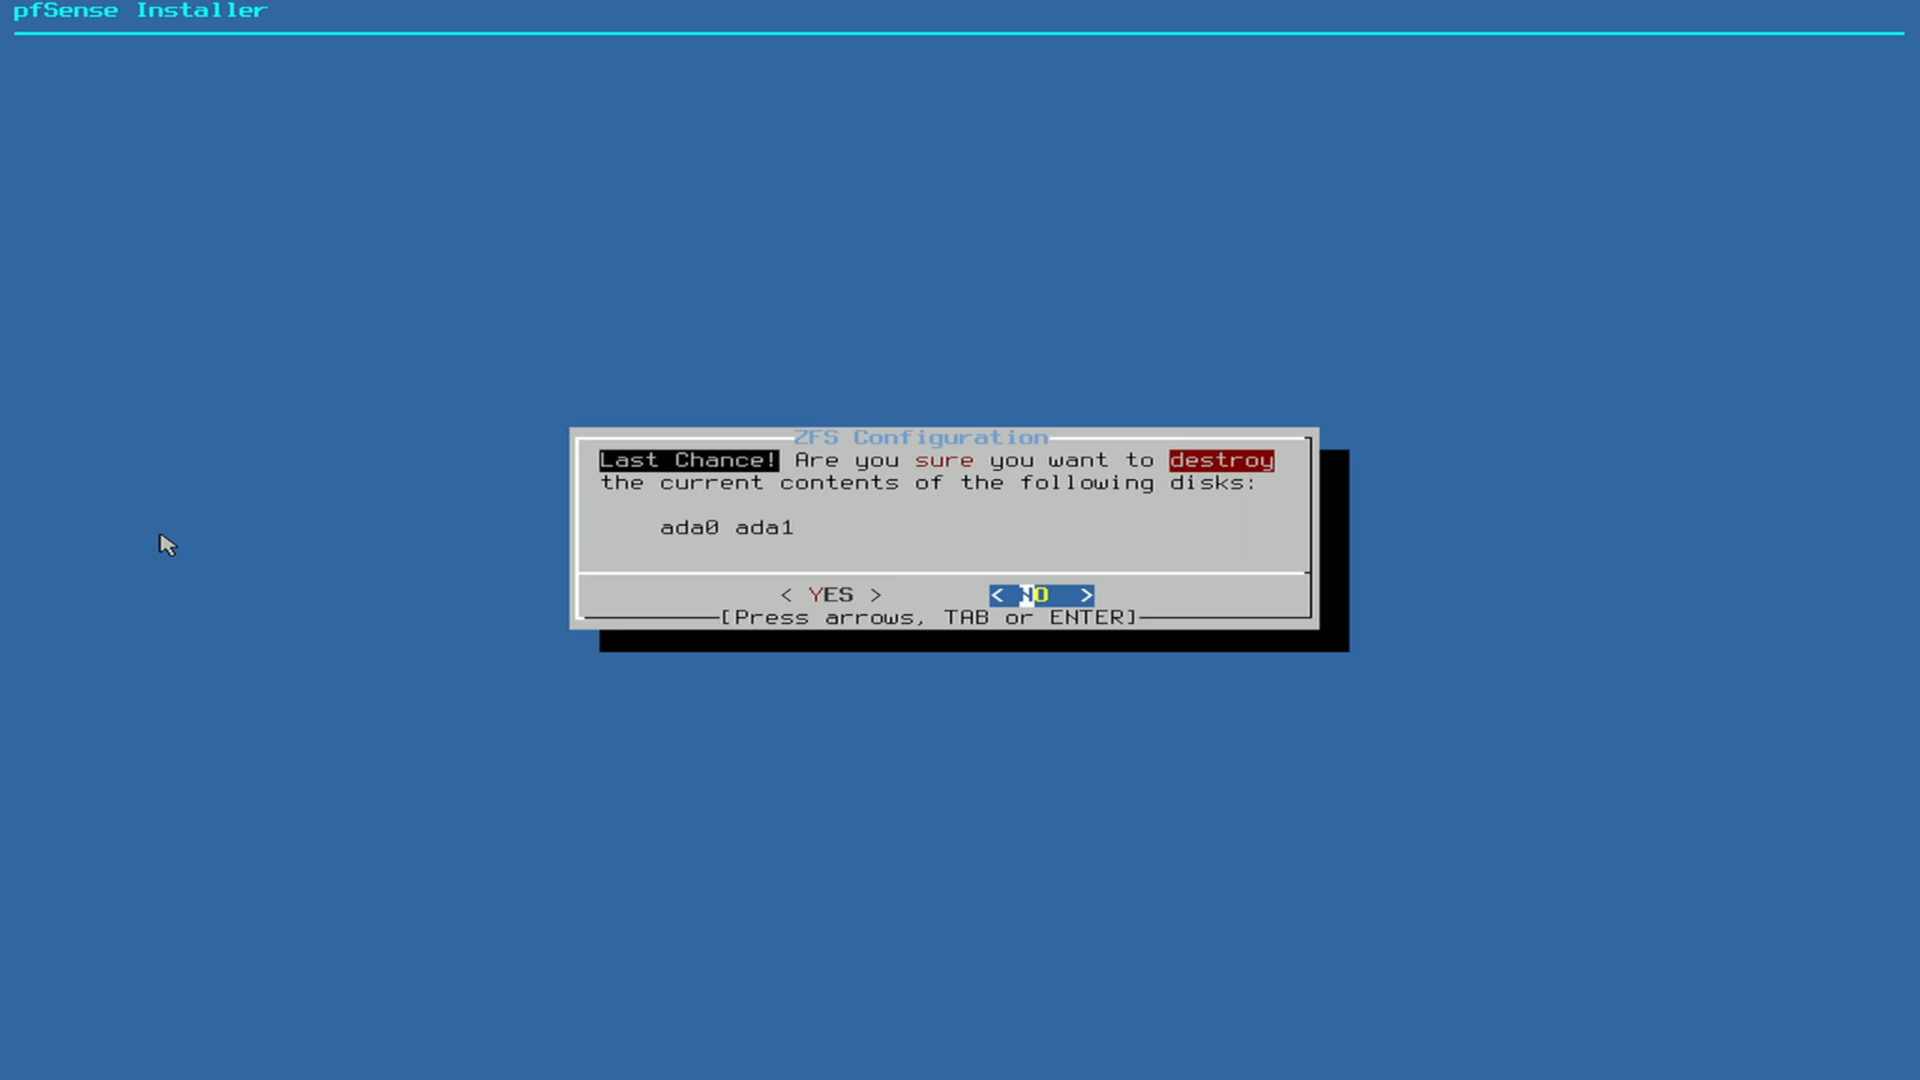 pfSense Installer
ZFS Configuration
Last Chance! Are you sure you want to destroy
the current contents of the following disks:
ada0 ada1
< YES > < NO >
[Press arrows, TAB or ENTER]